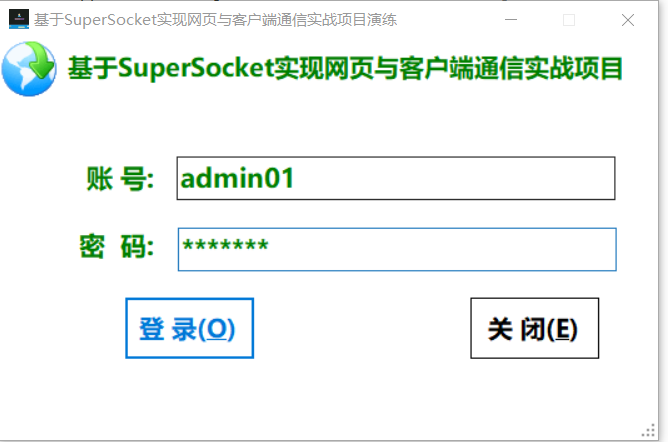 基于SuperSocket实现网页与客户端通信实战项目演练
基于SuperSocket实现网页与客户端通信实战项目
账 号: admin01
密 码: *******
登 录(O) 关 闭(E)